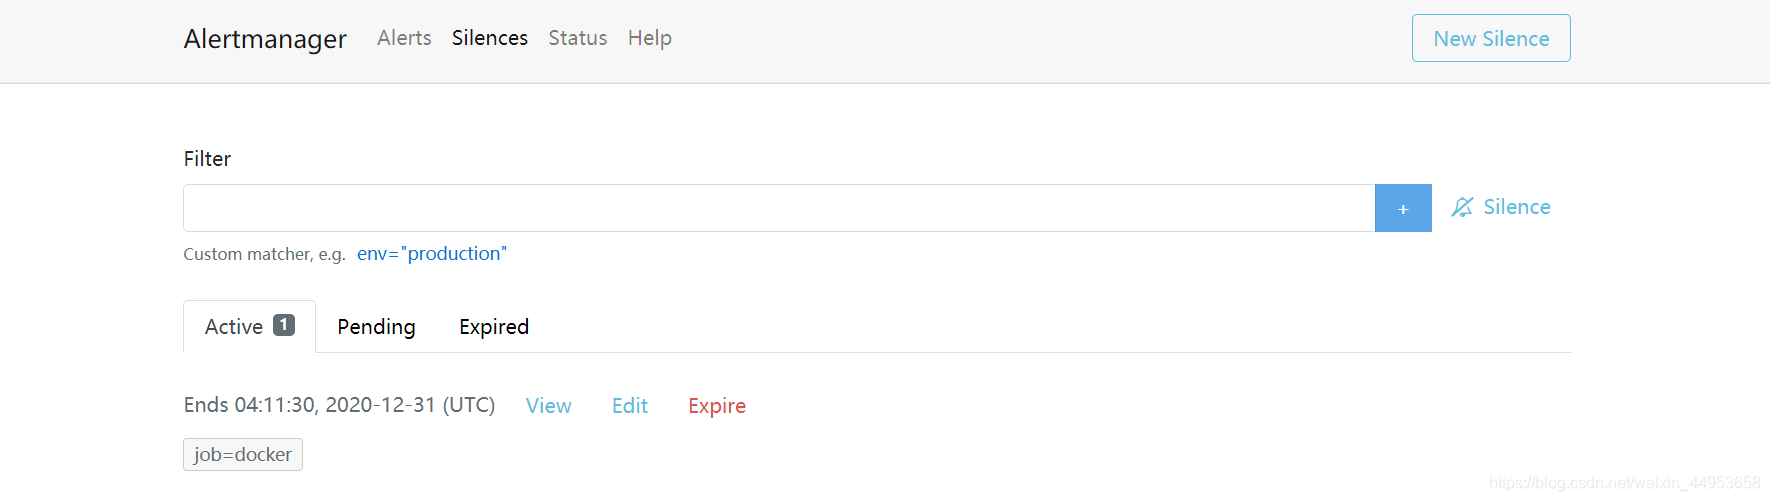 Alertmanager Alerts Silences Status Help New Silence
Filter
+ Silence
Custom matcher, e.g. env="production"
Active 1 Pending Expired
Ends 04:11:30, 2020-12-31 (UTC) View Edit Expire
job=docker
https://blog.csdn.net/weixin_44953658